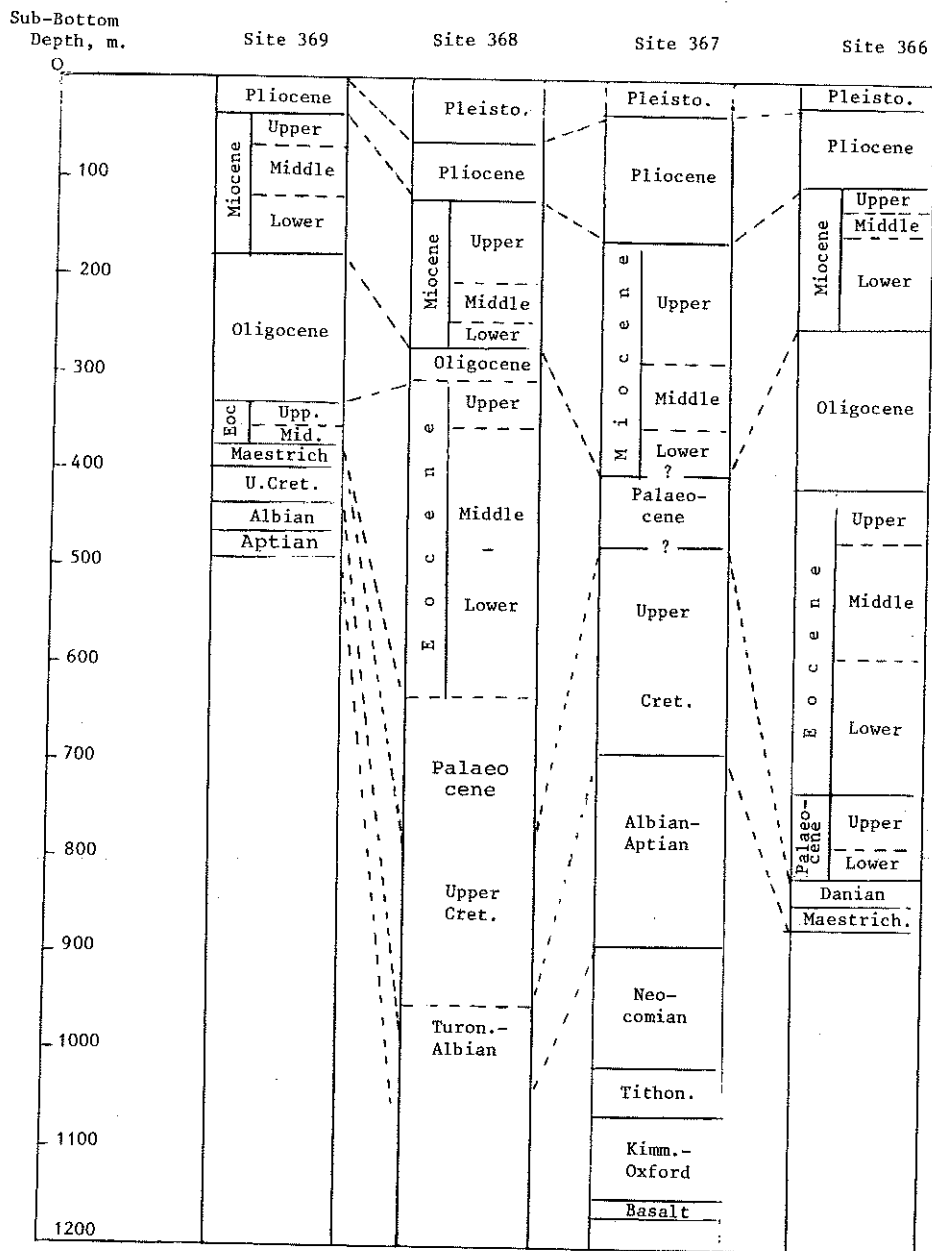 Sub-Bottom
Depth, m.
Site 369
Site 368
Site 367
Site 366
0
100
200
300
400
500
600
700
800
900
1000
1100
1200
Pliocene
Miocene
Upper
Middle
Lower
Oligocene
Eoc
Upp.
Mid.
Maestrich
U.Cret.
Albian
Aptian
Pleisto.
Pliocene
Miocene
Upper
Middle
Lower
Oligocene
Eocene
Upper
Middle
–
Lower
Palaeo
cene
Upper
Cret.
Turon.-
Albian
Pleisto.
Pliocene
Miocene
Upper
Middle
Lower
?
Palaeo-
cene
?
Upper
Cret.
Albian-
Aptian
Neo-
comian
Tithon.
Kimm.-
Oxford
Basalt
Pleisto.
Pliocene
Miocene
Upper
Middle
Lower
Oligocene
Eocene
Upper
Middle
Lower
Palaeo-
cene
Upper
Lower
Danian
Maestrich.